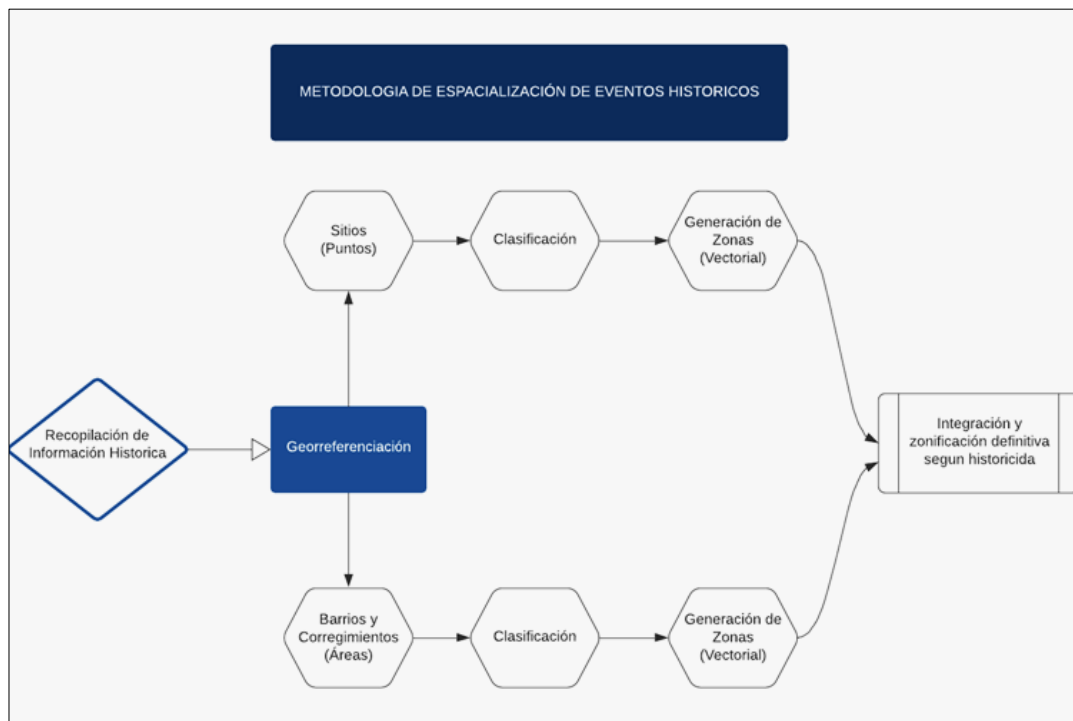 METODOLOGIA DE ESPACIALIZACIÓN DE EVENTOS HISTORICOS
Sitios
(Puntos)
Clasificación
Generación de
Zonas
(Vectorial)
Recopilación de
Información Historica
Georreferenciación
Integración y
zonificación definitiva
segun historicida
Barrios y
Corregimientos
(Áreas)
Clasificación
Generación de
Zonas
(Vectorial)